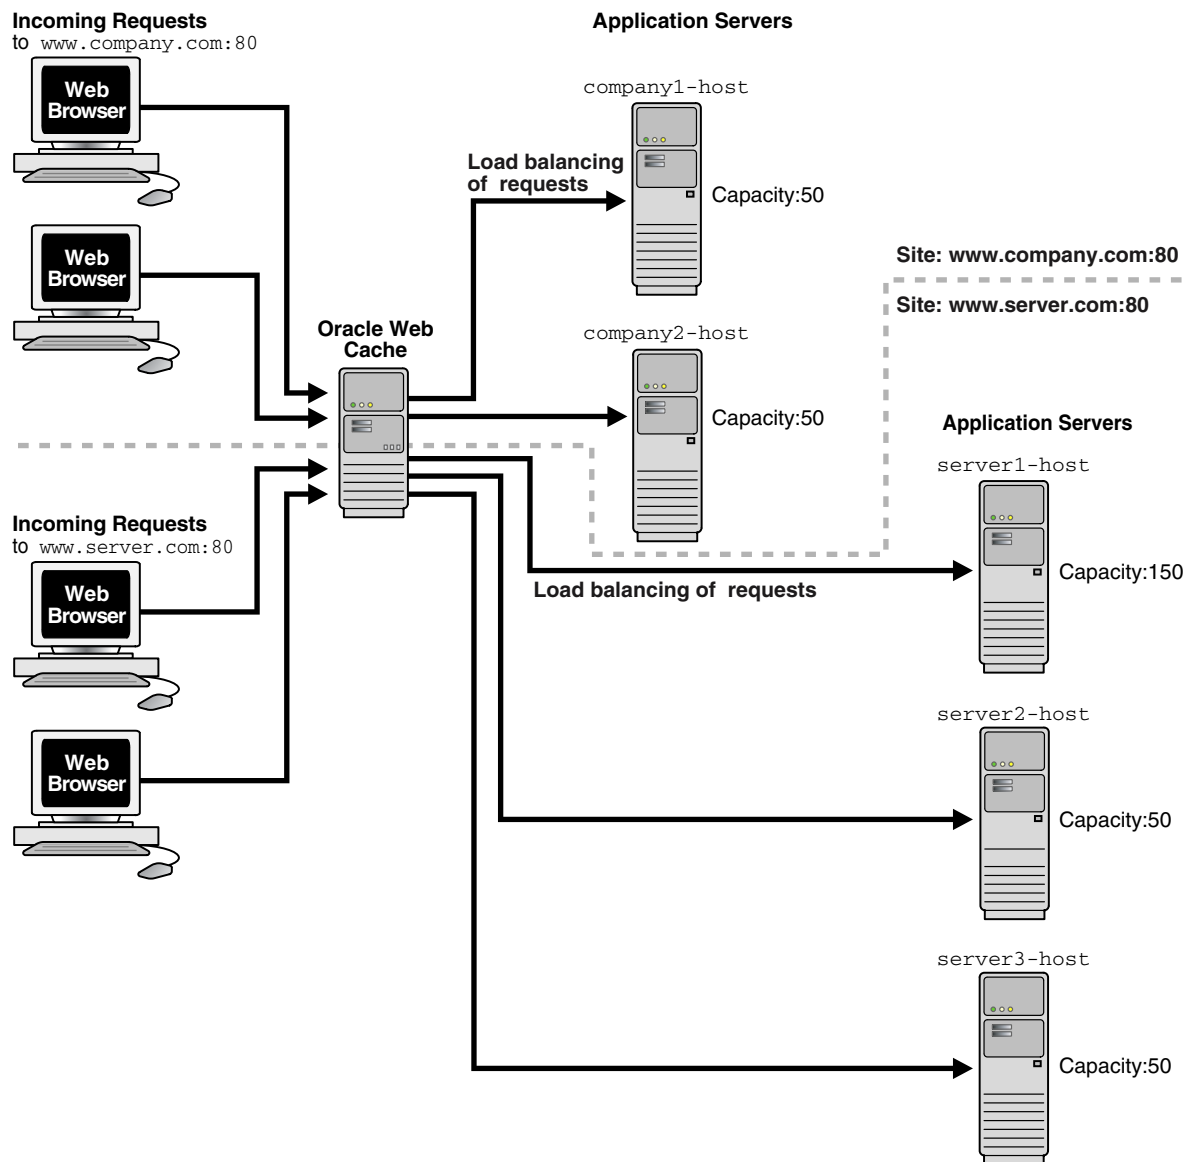 Incoming Requests
to www.company.com:80
Web
Browser
Web
Browser
Application Servers
company1-host
Load balancing
of requests
Capacity:50
Site: www.company.com:80
Site: www.server.com:80
Oracle Web
Cache
company2-host
Capacity:50
Application Servers
server1-host
Incoming Requests
to www.server.com:80
Capacity:150
Load balancing of requests
Web
Browser
server2-host
Web
Browser
Capacity:50
server3-host
Capacity:50